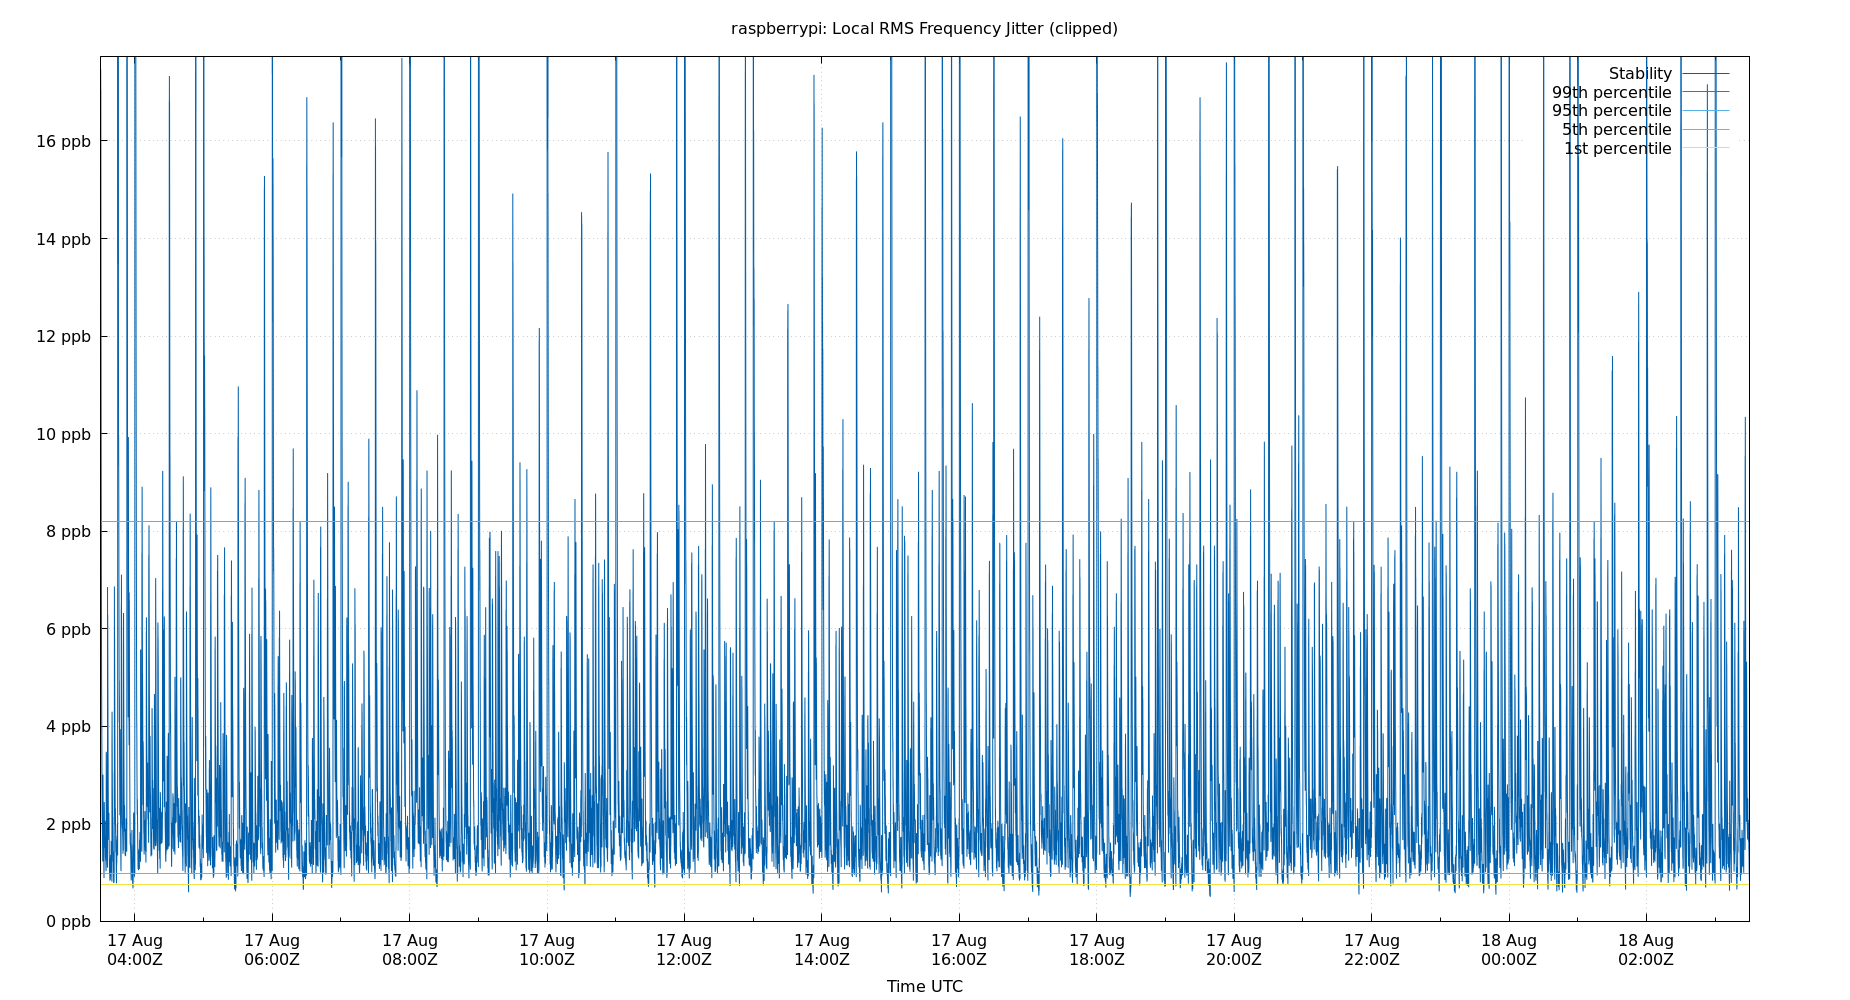 raspberrypi: Local RMS Frequency Jitter (clipped)
Stability
99th percentile
95th percentile
5th percentile
1st percentile
16 ppb
14 ppb
12 ppb
10 ppb
8 ppb
6 ppb
4 ppb
2 ppb
0 ppb
17 Aug 17 Aug 17 Aug 17 Aug 17 Aug 17 Aug 17 Aug 17 Aug 17 Aug 17 Aug 18 Aug 18 Aug
04:00Z 06:00Z 08:00Z 10:00Z 12:00Z 14:00Z 16:00Z 18:00Z 20:00Z 22:00Z 00:00Z 02:00Z
Time UTC